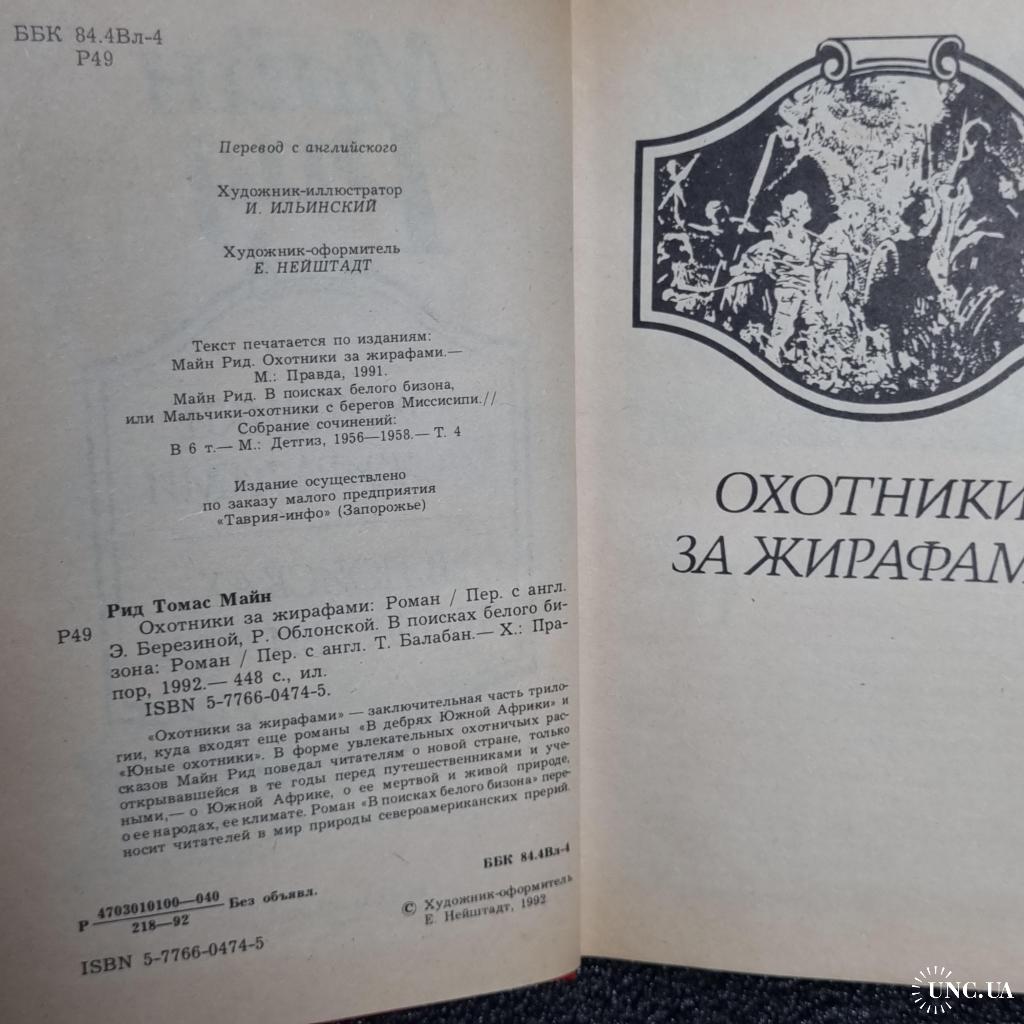 ББК 84.4Вл-4
Р49
Перевод с английского
Художник-иллюстратор
И. ИЛЬИНСКИЙ
Художник-оформитель
Е. НЕЙШТАДТ
Текст печатается по изданиям:
Майн Рид. Охотники за жирафами.—
М.: Правда, 1991.
Майн Рид. В поисках белого бизона,
или Мальчики-охотники с берегов Миссисипи.//
Собрание сочинений:
В 6 т.— М.: Детгиз, 1956—1958.— Т. 4
Издание осуществлено
по заказу малого предприятия
«Таврия-инфо» (Запорожье)
Рид Томас Майн
Р49 Охотники за жирафами: Роман / Пер. с англ.
Э. Березиной, Р. Облонской. В поисках белого би-
зона: Роман / Пер. с англ. Т. Балабан.— Х.: Пра-
пор, 1992.— 448 с., ил.
ISBN 5-7766-0474-5.
«Охотники за жирафами» — заключительная часть трило-
гии, куда входят еще романы «В дебрях Южной Африки» и
«Юные охотники». В форме увлекательных охотничьих рас-
сказов Майн Рид поведал читателям о новой стране, только
открывавшейся в те годы перед путешественниками и уче-
ными,— о Южной Африке, о ее мертвой и живой природе,
о ее народах, ее климате. Роман «В поисках белого бизона» пере-
носит читателей в мир природы североамериканских прерий.
ББК 84.4Вл-4
Р 4703010100—040 Без объявл.
218—92
© Художник-оформитель
Е. Нейштадт, 1992
ISBN 5-7766-0474-5
ОХОТНИКИ
ЗА ЖИРАФАМ
UNC.UA